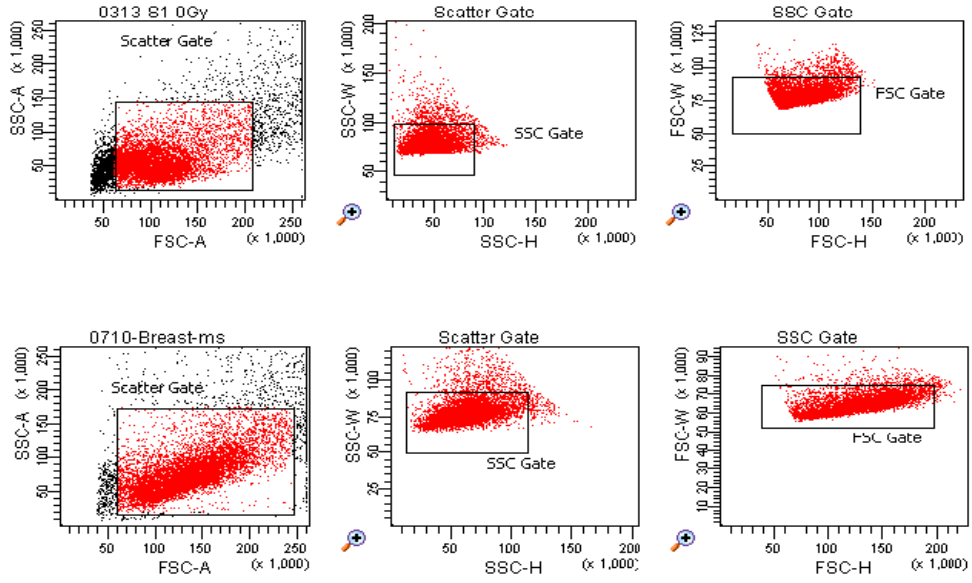 0313 S1 0Gy
SSC-A (x 1,000)
250
200
150
100
50
Scatter Gate
50 100 150 200 250
FSC-A (x 1,000)
Scatter Gate
SSC-W (x 1,000)
200
150
100
50
SSC Gate
50 100 150 200
SSC-H (x 1,000)
SSC Gate
FSC-W (x 1,000)
125
100
75
50
25
FSC Gate
50 100 150 200
FSC-H (x 1,000)
0710-Breast-ms
SSC-A (x 1,000)
250
200
150
100
50
Scatter Gate
50 100 150 200 250
FSC-A (x 1,000)
Scatter Gate
SSC-W (x 1,000)
100
75
50
25
SSC Gate
50 100 150 200
SSC-H (x 1,000)
SSC Gate
FSC-W (x 1,000)
90
80
70
60
50
40
30
20
10
FSC Gate
50 100 150 200
FSC-H (x 1,000)